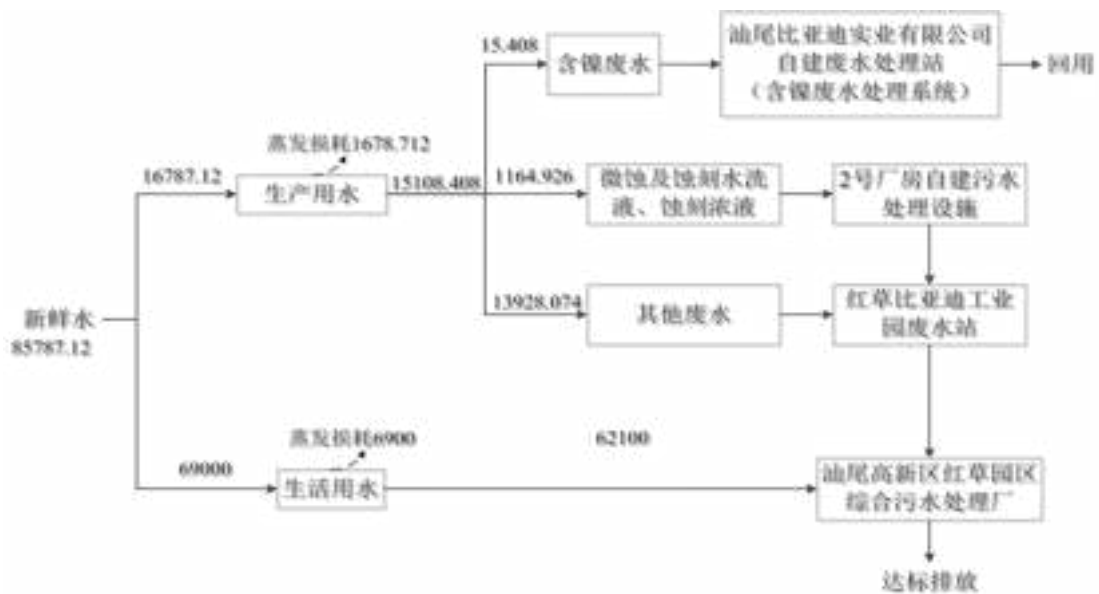 15.408
含镍废水
汕尾比亚迪实业有限公司
自建废水处理站
（含镍废水处理系统）
回用
蒸发损耗1678.712
16787.12
生产用水
15108.408
1164.926
微蚀及蚀刻水洗
液、蚀刻浓液
2号厂房自建污水
处理设施
13928.074
其他废水
红草比亚迪工业
园废水站
新鲜水
85787.12
蒸发损耗6900
69000
生活用水
62100
汕尾高新区红草园区
综合污水处理厂
达标排放